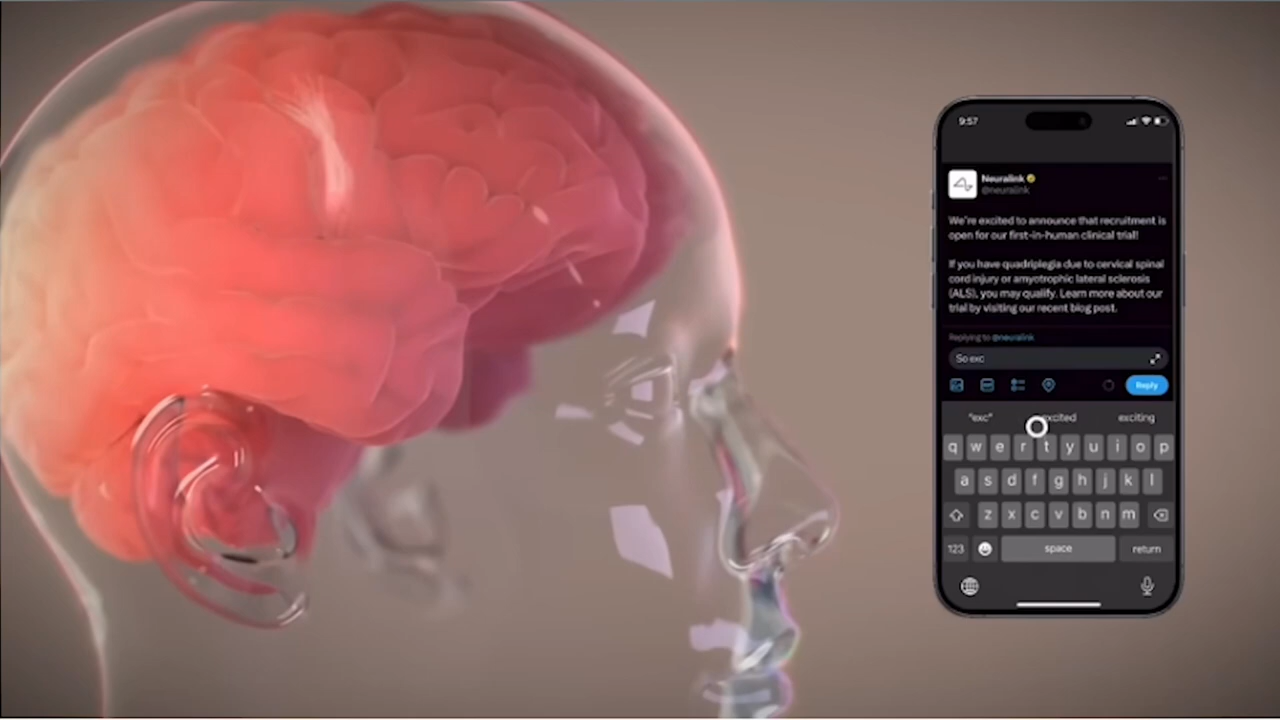 9:57
Neuralink
@neuralink
We're excited to announce that recruitment is
open for our first-in-human clinical trial!
If you have quadriplegia due to cervical spinal
cord injury or amyotrophic lateral sclerosis
(ALS), you may qualify. Learn more about our
trial by visiting our recent blog post.
Replying to @neuralink
So exc
Reply
"exc" excited exciting
q w e r t y u i o p
a s d f g h j k l
z x c v b n m
123 space return